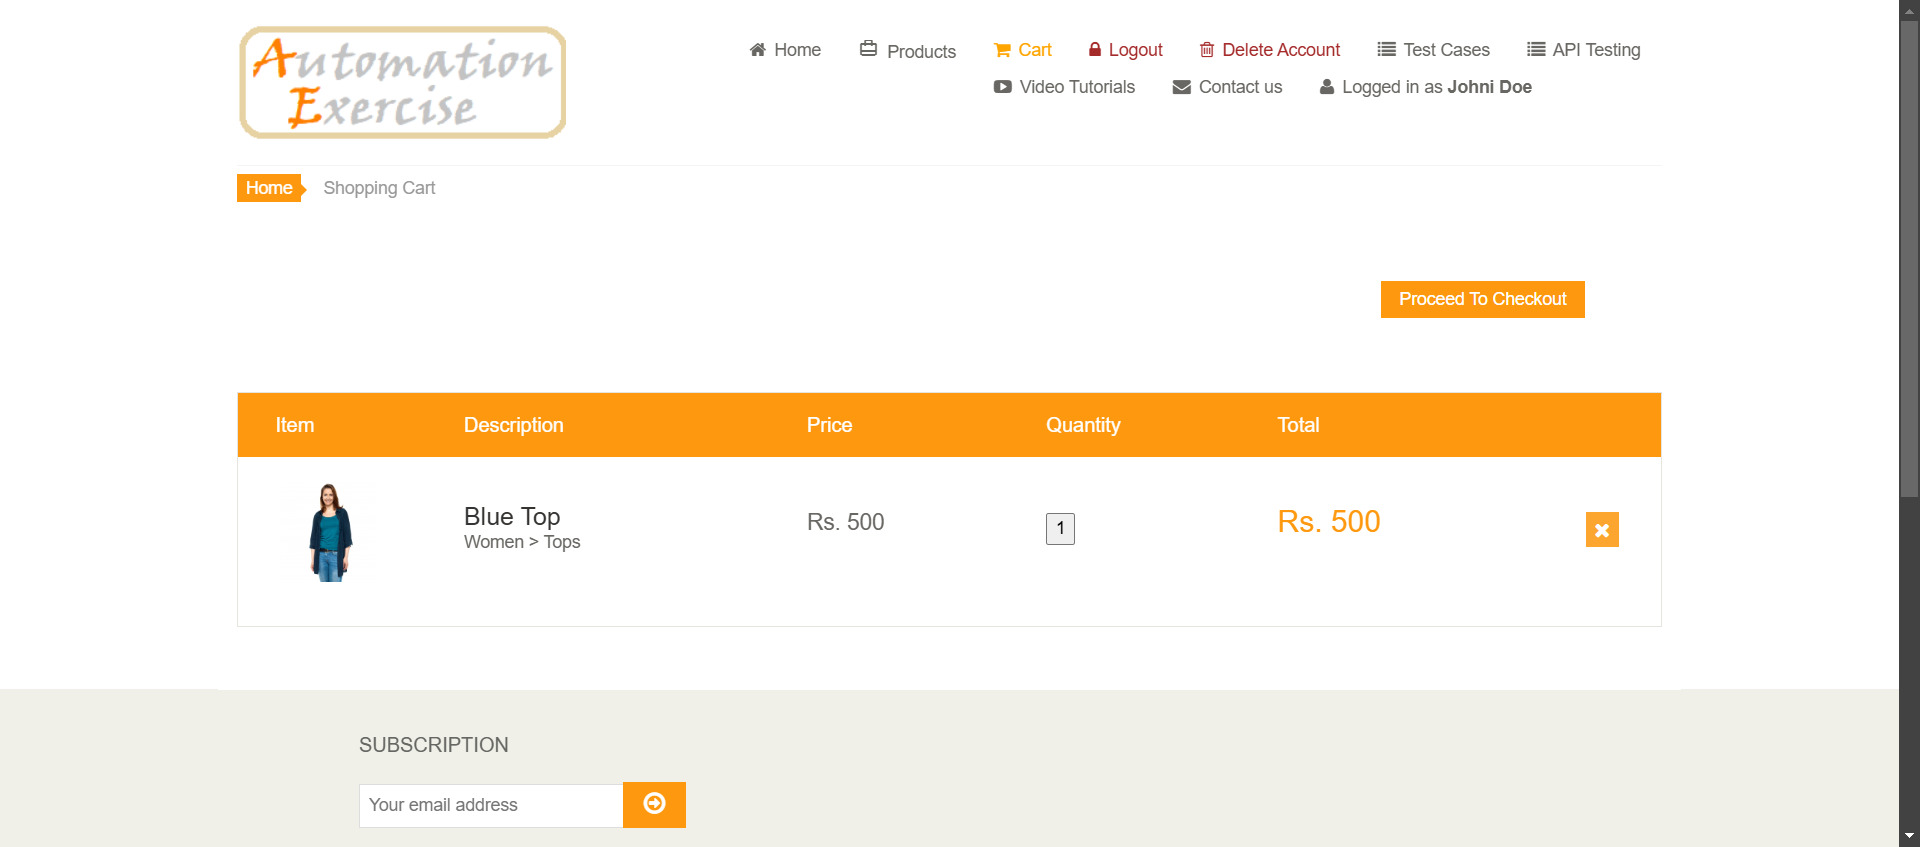 Automation
Exercise
Home Products Cart Logout Delete Account Test Cases API Testing
Video Tutorials Contact us Logged in as Johni Doe
Home Shopping Cart
Proceed To Checkout
Item Description Price Quantity Total
Blue Top Rs. 500 1 Rs. 500
Women > Tops
SUBSCRIPTION
Your email address